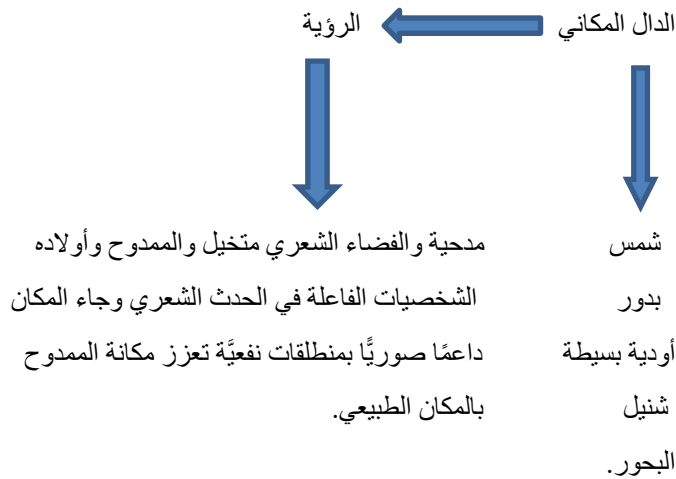 الدال المكاني
الرؤية
شمس
بدور
أودية بسيطة
شنيل
البحور.
مدحية والفضاء الشعري متخيل والممدوح وأولاده
الشخصيات الفاعلة في الحدث الشعري وجاء المكان
داعمًا صوريًّا بمنطلقات نفعيَّة تعزز مكانة الممدوح
بالمكان الطبيعي.